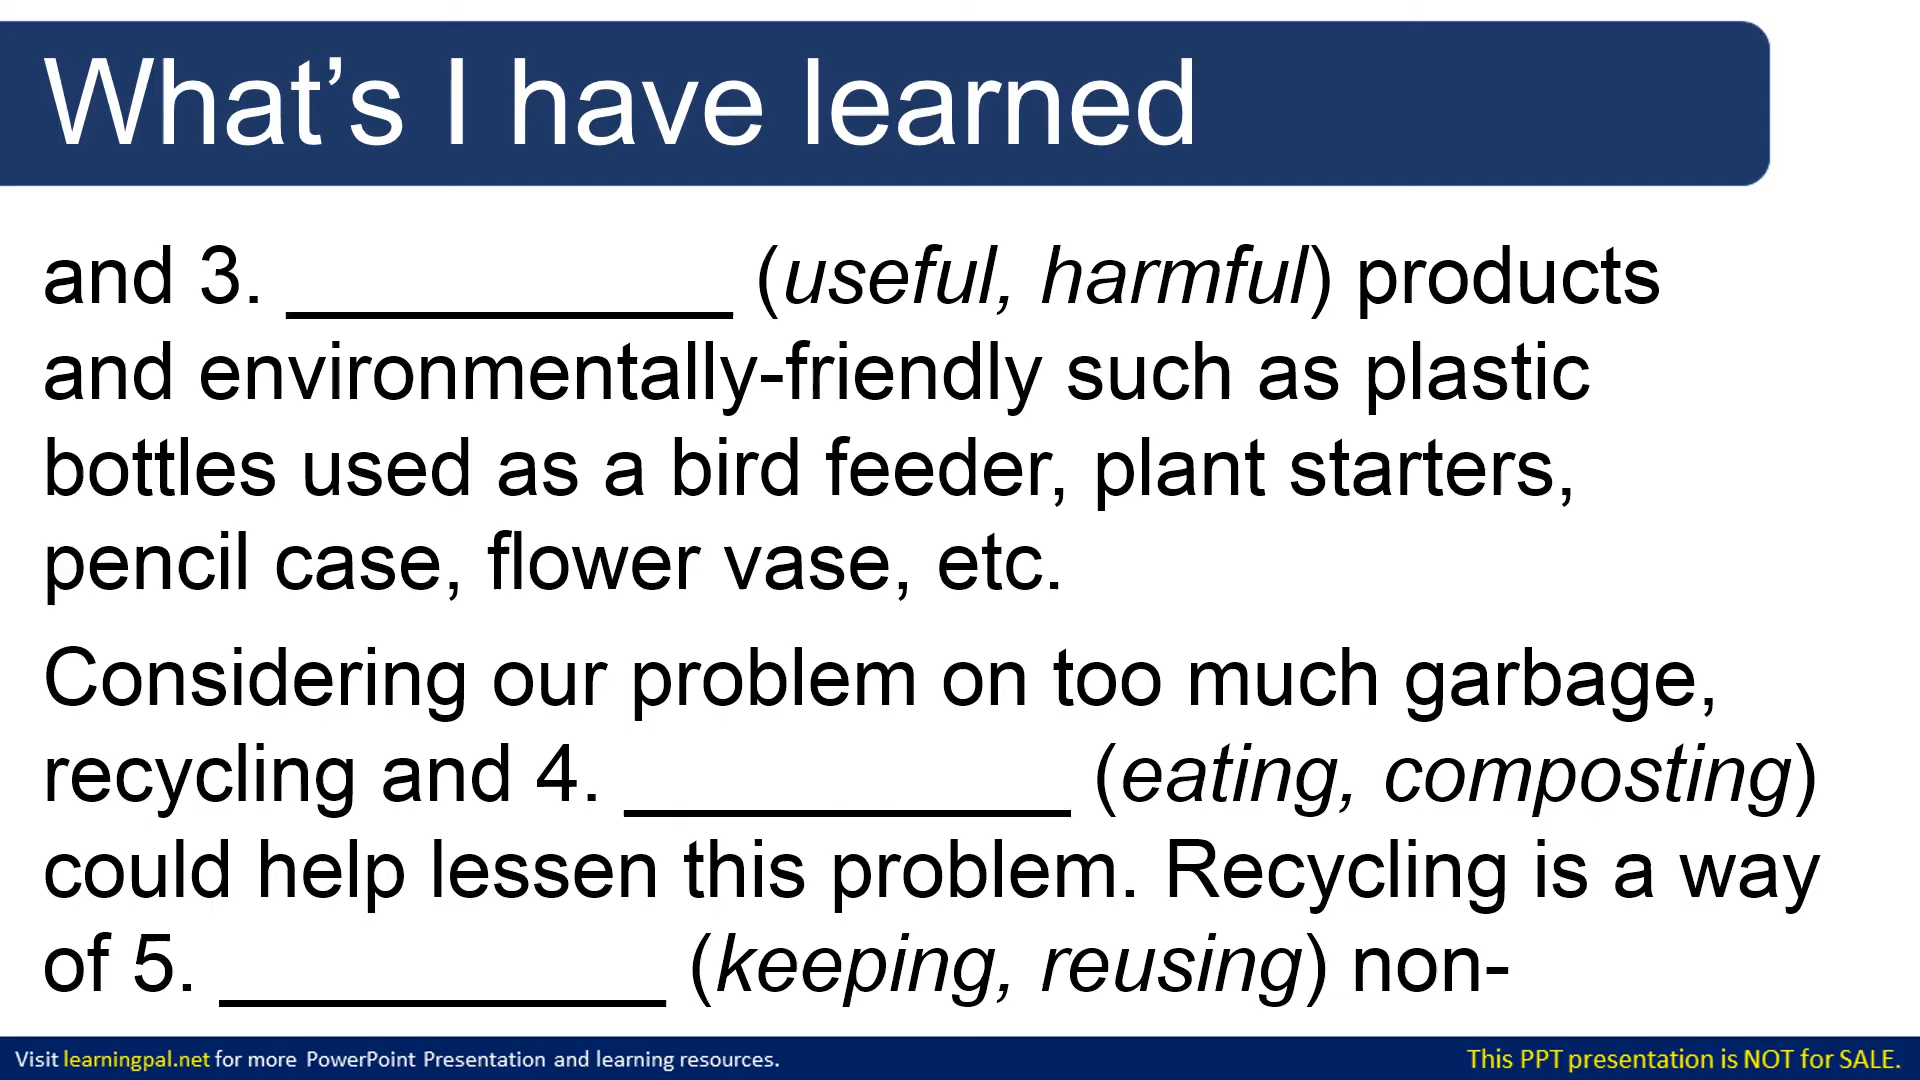 What’s I have learned
and 3. ___________ (useful, harmful) products
and environmentally-friendly such as plastic
bottles used as a bird feeder, plant starters,
pencil case, flower vase, etc.
Considering our problem on too much garbage,
recycling and 4. ___________ (eating, composting)
could help lessen this problem. Recycling is a way
of 5. ___________ (keeping, reusing) non-
Visit learningpal.net for more PowerPoint Presentation and learning resources.
This PPT presentation is NOT for SALE.